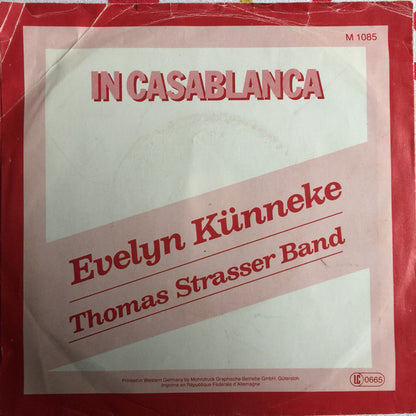 M 1085
IN CASABLANCA
Evelyn Künneke
Thomas Strasser Band
Printed in Western Germany by Mohndruck Graphische Betriebe GmbH, Gütersloh
Imprimé en République Fédérale d'Allemagne
LC 0665